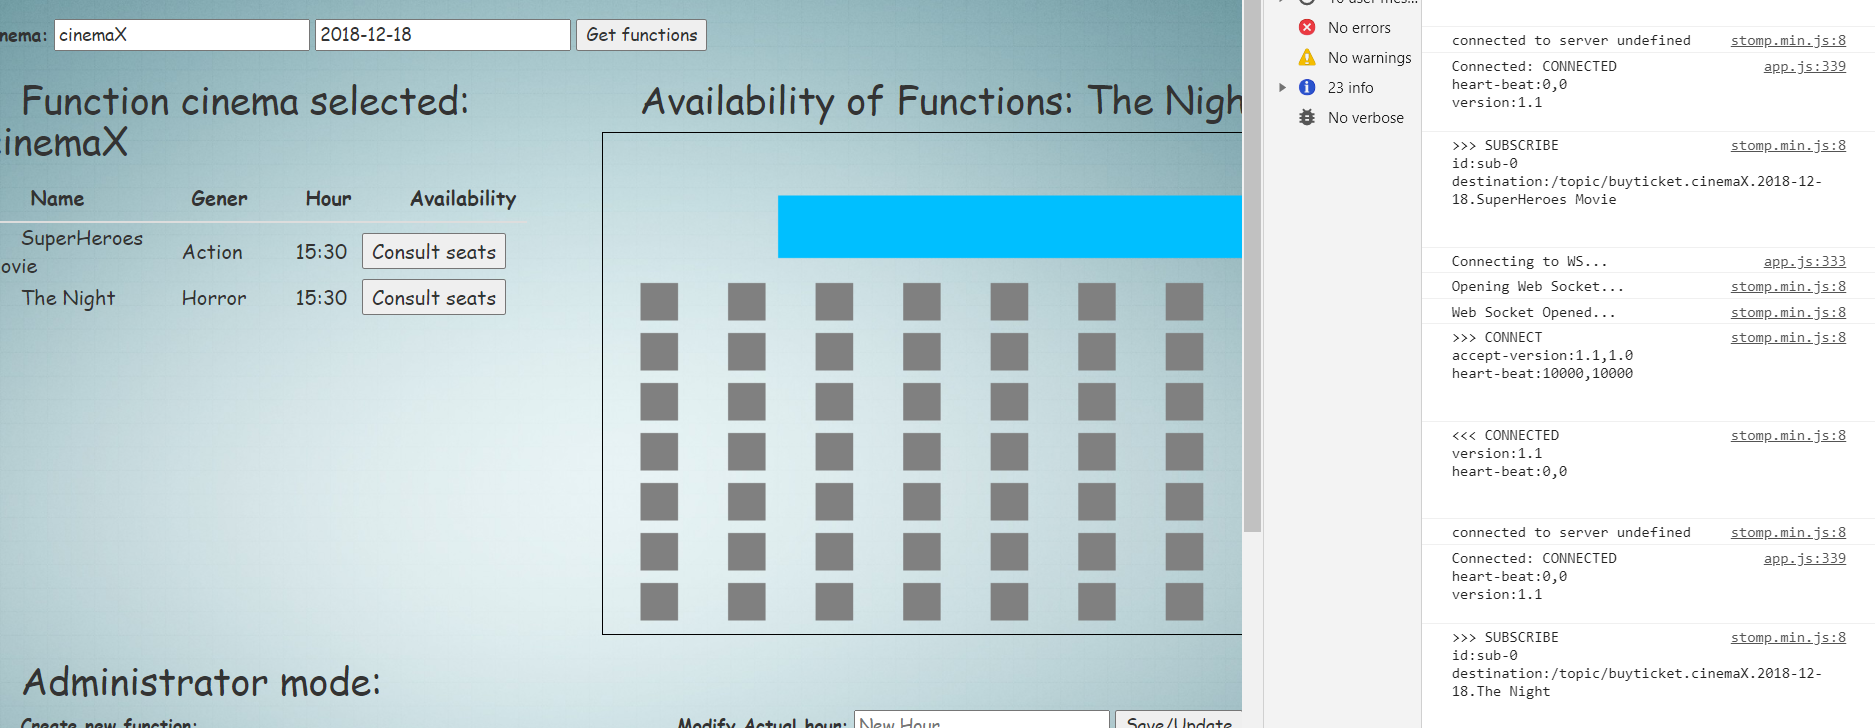 nema: cinemaX 2018-12-18 Get functions
Function cinema selected:
cinemaX
Name Gener Hour Availability
SuperHeroes
ovie Action 15:30 Consult seats
The Night Horror 15:30 Consult seats
Availability of Functions: The Nigh
Administrator mode:
Create new function:
Modify Actual hour: New Hour Save/Update
10 user mes...
No errors
No warnings
23 info
No verbose
connected to server undefined stomp.min.js:8
Connected: CONNECTED app.js:339
heart-beat:0,0
version:1.1
>>> SUBSCRIBE stomp.min.js:8
id:sub-0
destination:/topic/buyticket.cinemaX.2018-12-
18.SuperHeroes Movie
Connecting to WS... app.js:333
Opening Web Socket... stomp.min.js:8
Web Socket Opened... stomp.min.js:8
>>> CONNECT stomp.min.js:8
accept-version:1.1,1.0
heart-beat:10000,10000
<<< CONNECTED stomp.min.js:8
version:1.1
heart-beat:0,0
connected to server undefined stomp.min.js:8
Connected: CONNECTED app.js:339
heart-beat:0,0
version:1.1
>>> SUBSCRIBE stomp.min.js:8
id:sub-0
destination:/topic/buyticket.cinemaX.2018-12-
18.The Night